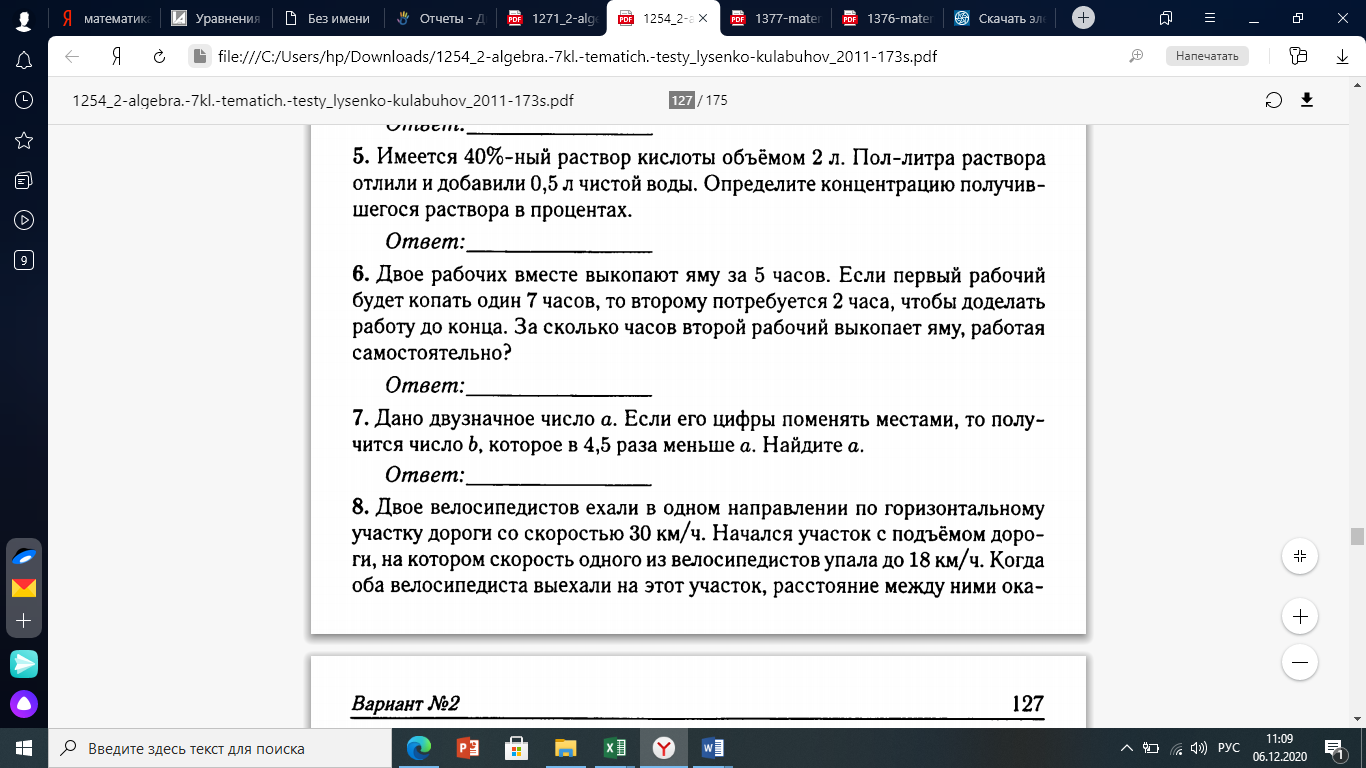 математика
Уравнения
Без имени
Отчеты - Д
1271_2-alge
1254_2-a
1377-mater
1376-mater
Скачать эле
file:///C:/Users/hp/Downloads/1254_2-algebra.-7kl.-tematich.-testy_lysenko-kulabuhov_2011-173s.pdf
Напечатать
1254_2-algebra.-7kl.-tematich.-testy_lysenko-kulabuhov_2011-173s.pdf
127 / 175
Ответ:
5. Имеется 40%-ный раствор кислоты объёмом 2 л. Пол-литра раствора
отлили и добавили 0,5 л чистой воды. Определите концентрацию получив-
шегося раствора в процентах.
Ответ:
6. Двое рабочих вместе выкопают яму за 5 часов. Если первый рабочий
будет копать один 7 часов, то второму потребуется 2 часа, чтобы доделать
работу до конца. За сколько часов второй рабочий выкопает яму, работая
самостоятельно?
Ответ:
7. Дано двузначное число a. Если его цифры поменять местами, то полу-
чится число b, которое в 4,5 раза меньше a. Найдите a.
Ответ:
8. Двое велосипедистов ехали в одном направлении по горизонтальному
участку дороги со скоростью 30 км/ч. Начался участок с подъёмом доро-
ги, на котором скорость одного из велосипедистов упала до 18 км/ч. Когда
оба велосипедиста выехали на этот участок, расстояние между ними ока-
Вариант №2 127
9
Введите здесь текст для поиска
РУС
11:09
06.12.2020
1